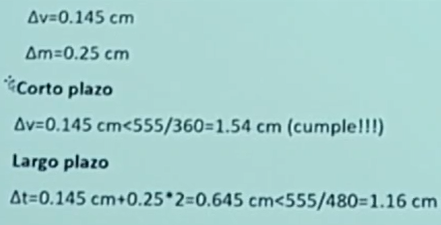 Δv=0.145 cm
Δm=0.25 cm
Corto plazo
Δv=0.145 cm<555/360=1.54 cm (cumple!!!)
Largo plazo
Δt=0.145 cm+0.25*2=0.645 cm<555/480=1.16 cm